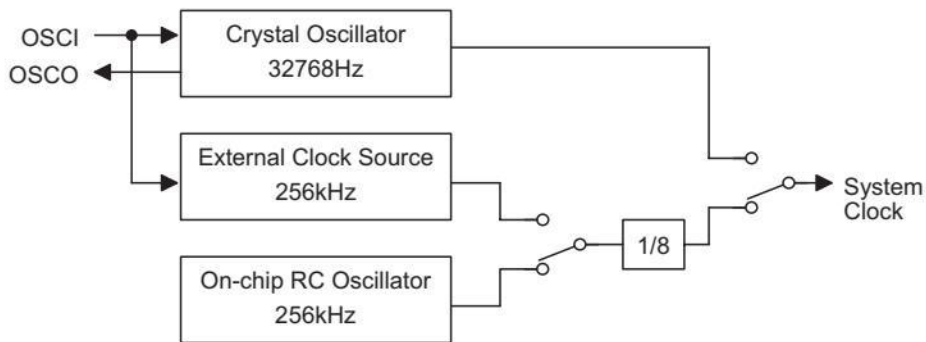 OSCI
OSCO
Crystal Oscillator
32768Hz
External Clock Source
256kHz
On-chip RC Oscillator
256kHz
1/8
System
Clock